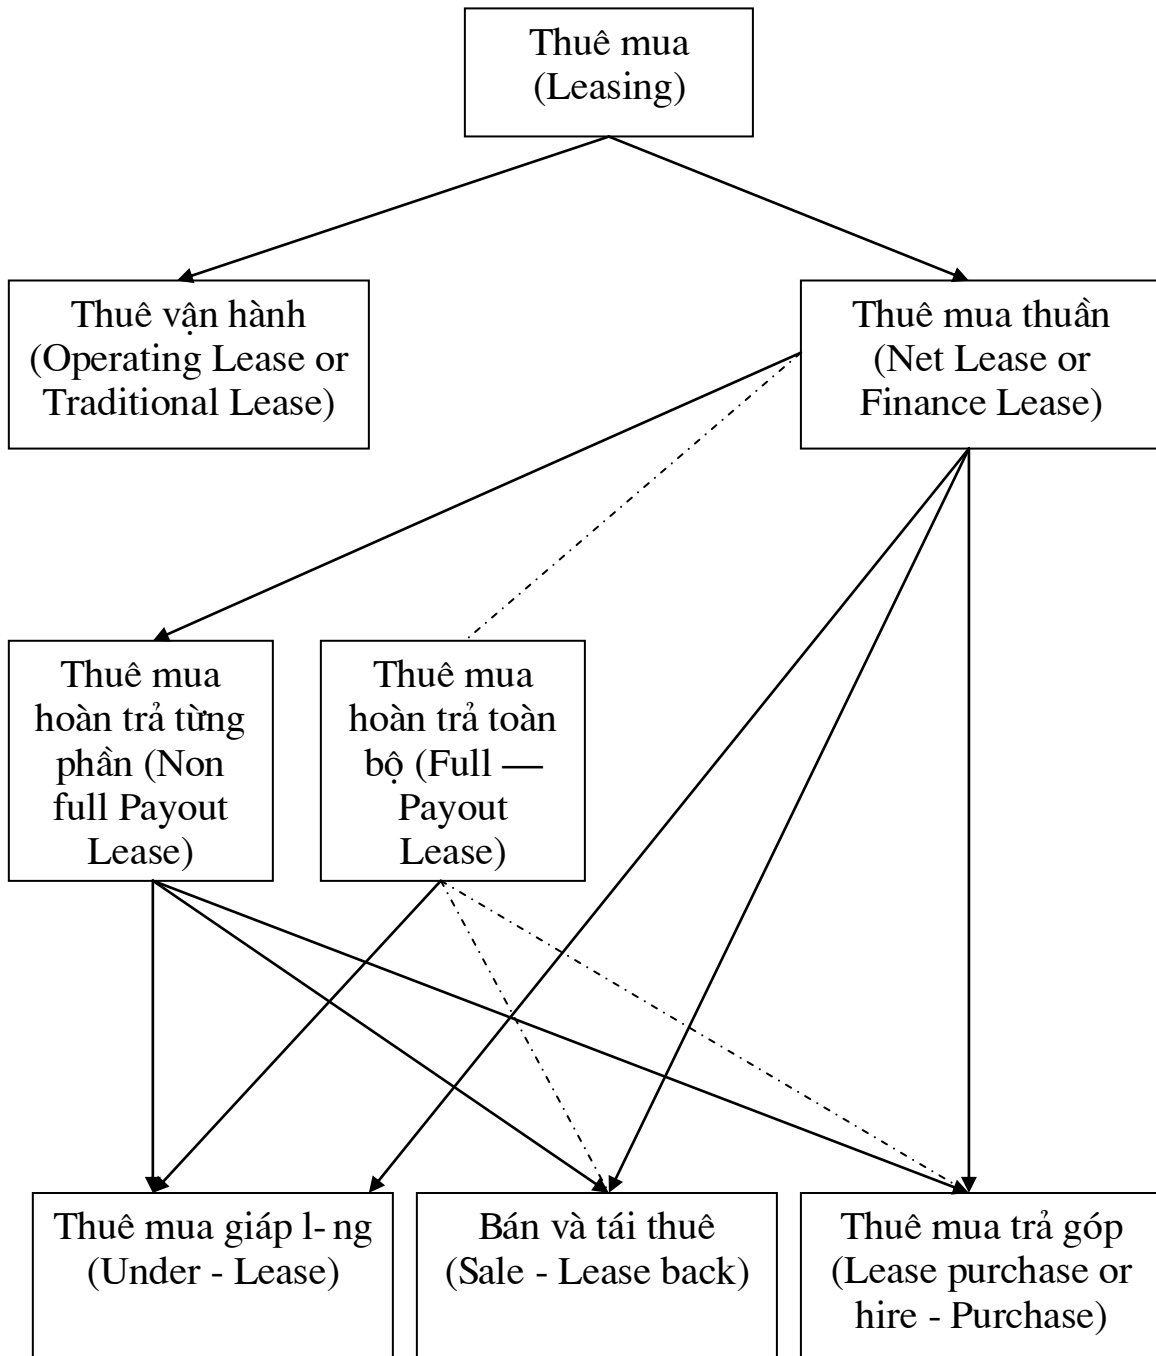 Thuê mua
(Leasing)
Thuê vận hành
(Operating Lease or
Traditional Lease)
Thuê mua thuần
(Net Lease or
Finance Lease)
Thuê mua
hoàn trả từng
phần (Non
full Payout
Lease)
Thuê mua
hoàn trả toàn
bộ (Full —
Payout
Lease)
Thuê mua giáp l- ng
(Under - Lease)
Bán và tái thuê
(Sale - Lease back)
Thuê mua trả góp
(Lease purchase or
hire - Purchase)